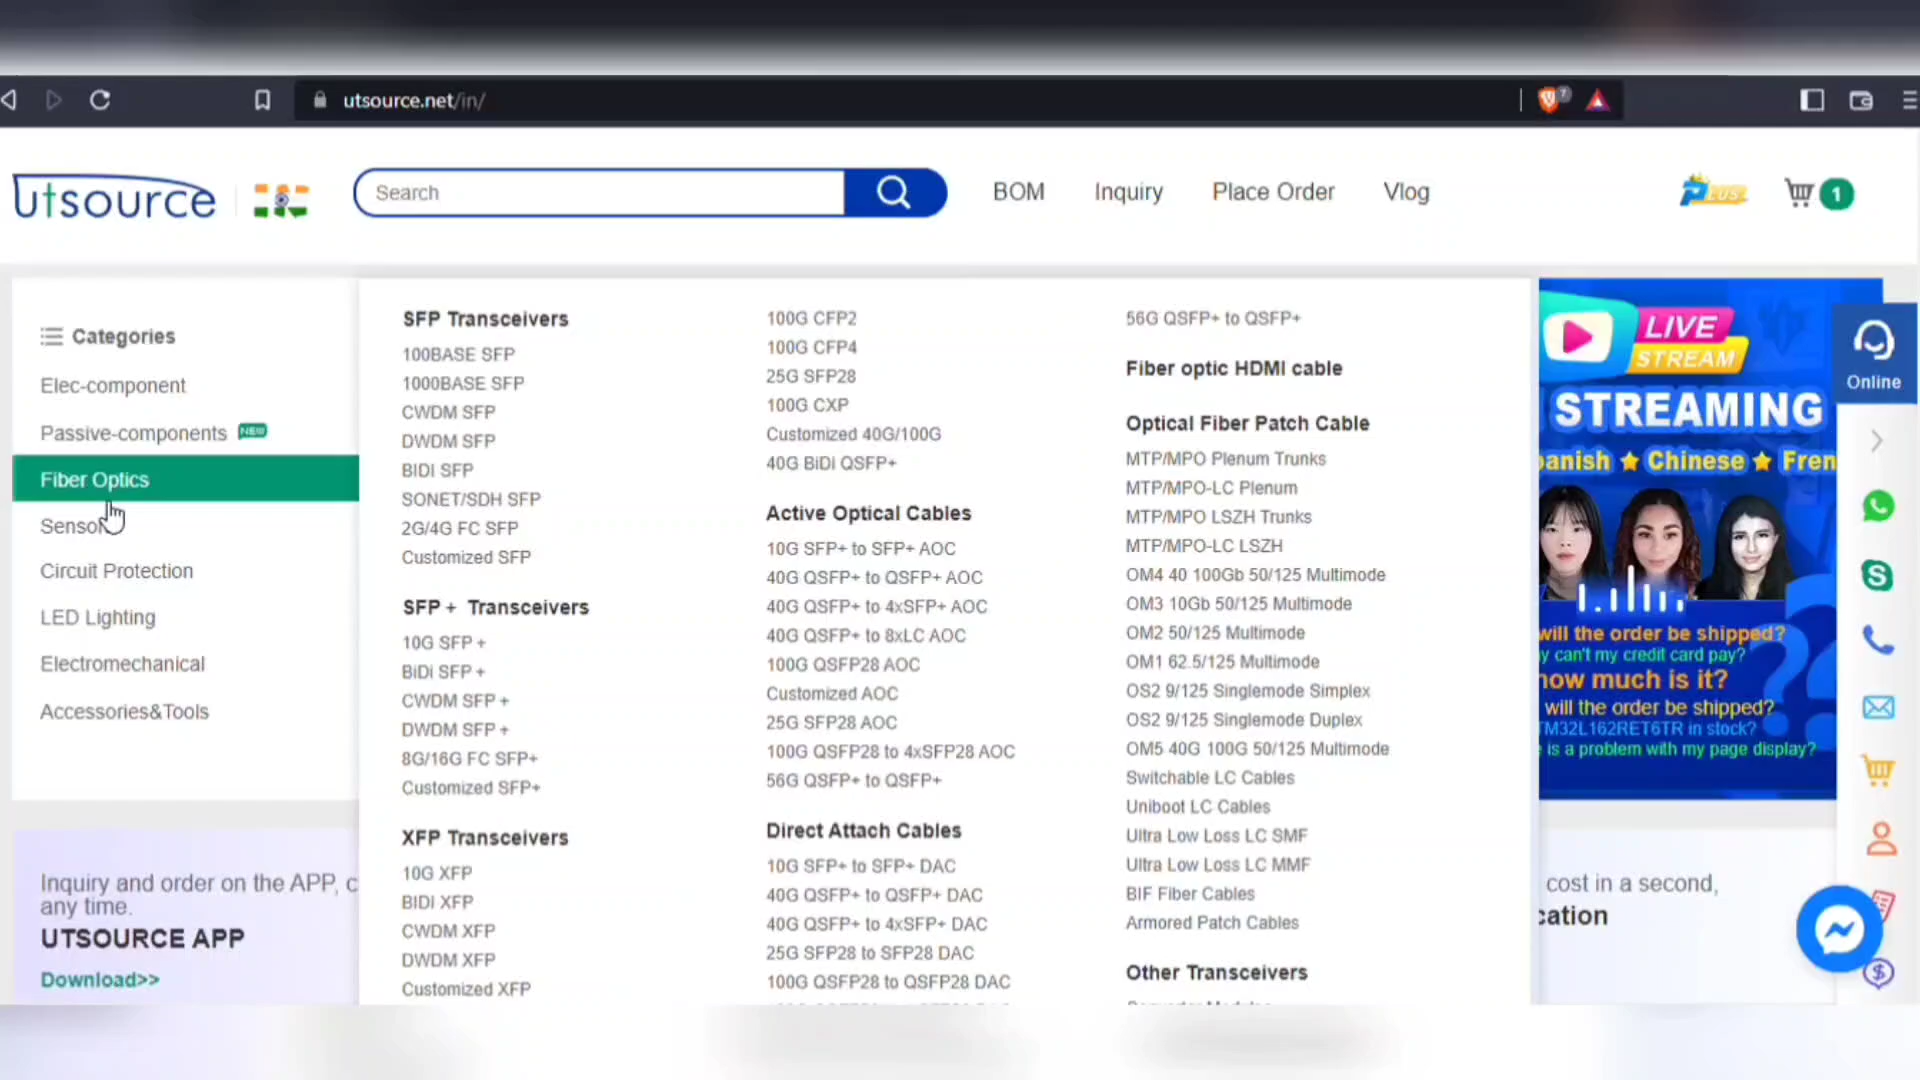 utsource.net/in/
7
utsource
Search
BOM
Inquiry
Place Order
Vlog
PLUS
1
Categories
Elec-component
Passive-components NEW
Fiber Optics
Sensor
Circuit Protection
LED Lighting
Electromechanical
Accessories&Tools
SFP Transceivers
100BASE SFP
1000BASE SFP
CWDM SFP
DWDM SFP
BIDI SFP
SONET/SDH SFP
2G/4G FC SFP
Customized SFP
SFP + Transceivers
10G SFP +
BiDi SFP +
CWDM SFP +
DWDM SFP +
8G/16G FC SFP+
Customized SFP+
XFP Transceivers
10G XFP
BIDI XFP
CWDM XFP
DWDM XFP
Customized XFP
100G CFP2
100G CFP4
25G SFP28
100G CXP
Customized 40G/100G
40G BiDi QSFP+
Active Optical Cables
10G SFP+ to SFP+ AOC
40G QSFP+ to QSFP+ AOC
40G QSFP+ to 4xSFP+ AOC
40G QSFP+ to 8xLC AOC
100G QSFP28 AOC
Customized AOC
25G SFP28 AOC
100G QSFP28 to 4xSFP28 AOC
56G QSFP+ to QSFP+
Direct Attach Cables
10G SFP+ to SFP+ DAC
40G QSFP+ to QSFP+ DAC
40G QSFP+ to 4xSFP+ DAC
25G SFP28 to SFP28 DAC
100G QSFP28 to QSFP28 DAC
56G QSFP+ to QSFP+
Fiber optic HDMI cable
Optical Fiber Patch Cable
MTP/MPO Plenum Trunks
MTP/MPO-LC Plenum
MTP/MPO LSZH Trunks
MTP/MPO-LC LSZH
OM4 40 100Gb 50/125 Multimode
OM3 10Gb 50/125 Multimode
OM2 50/125 Multimode
OM1 62.5/125 Multimode
OS2 9/125 Singlemode Simplex
OS2 9/125 Singlemode Duplex
OM5 40G 100G 50/125 Multimode
Switchable LC Cables
Uniboot LC Cables
Ultra Low Loss LC SMF
Ultra Low Loss LC MMF
BIF Fiber Cables
Armored Patch Cables
Other Transceivers
LIVE
STREAM
STREAMING
panish ★ Chinese ★ Fren
will the order be shipped?
y can't my credit card pay?
how much is it?
will the order be shipped?
TM32L162RET6TR in stock?
is a problem with my page display?
Online
Inquiry and order on the APP, c
any time.
UTSOURCE APP
Download>>
cost in a second,
cation